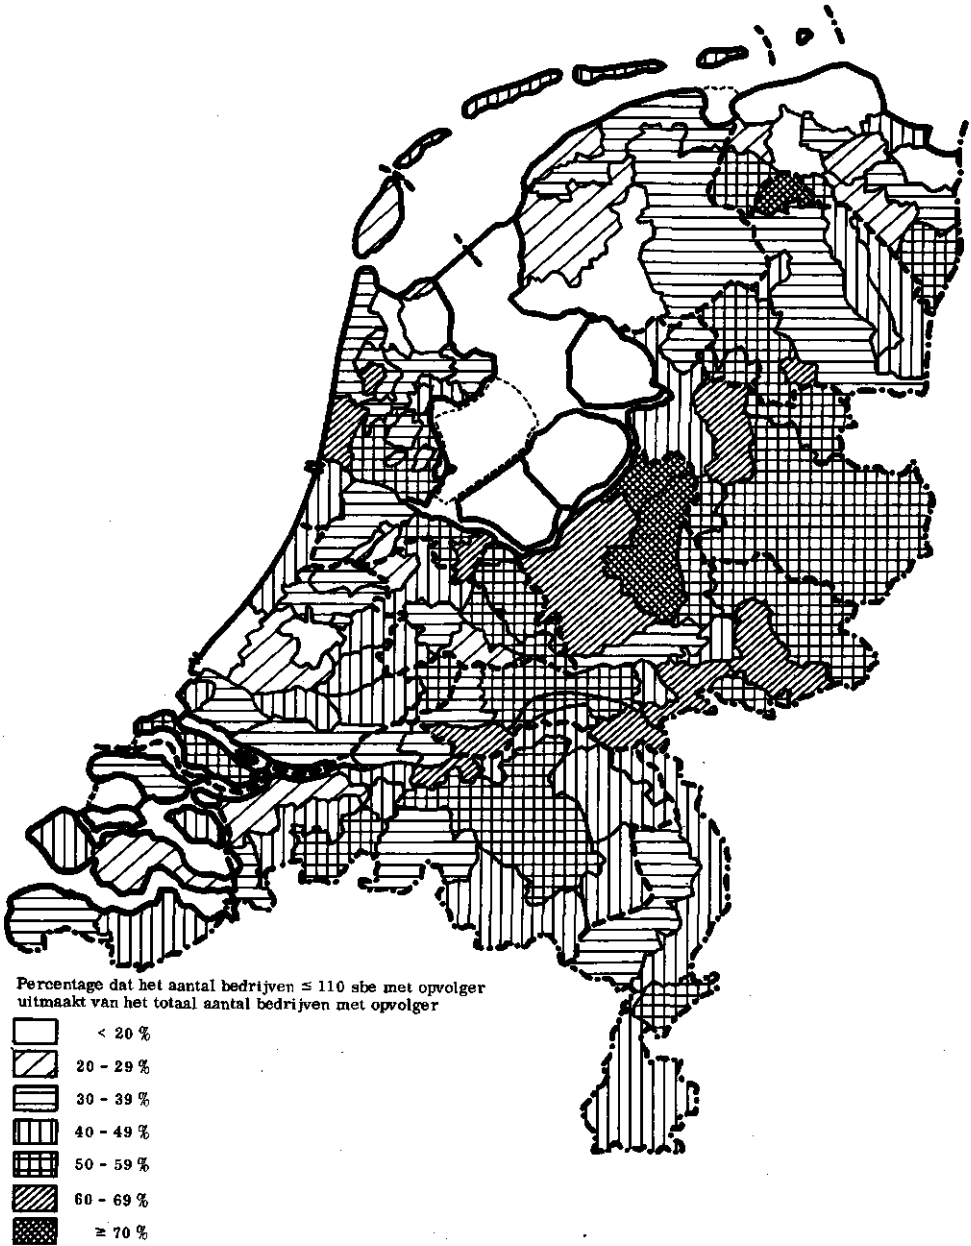 Percentage dat het aantal bedrijven ≤ 110 sbe met opvolger
uitmaakt van het totaal aantal bedrijven met opvolger
< 20 %
20 - 29 %
30 - 39 %
40 - 49 %
50 - 59 %
60 - 69 %
≥ 70 %